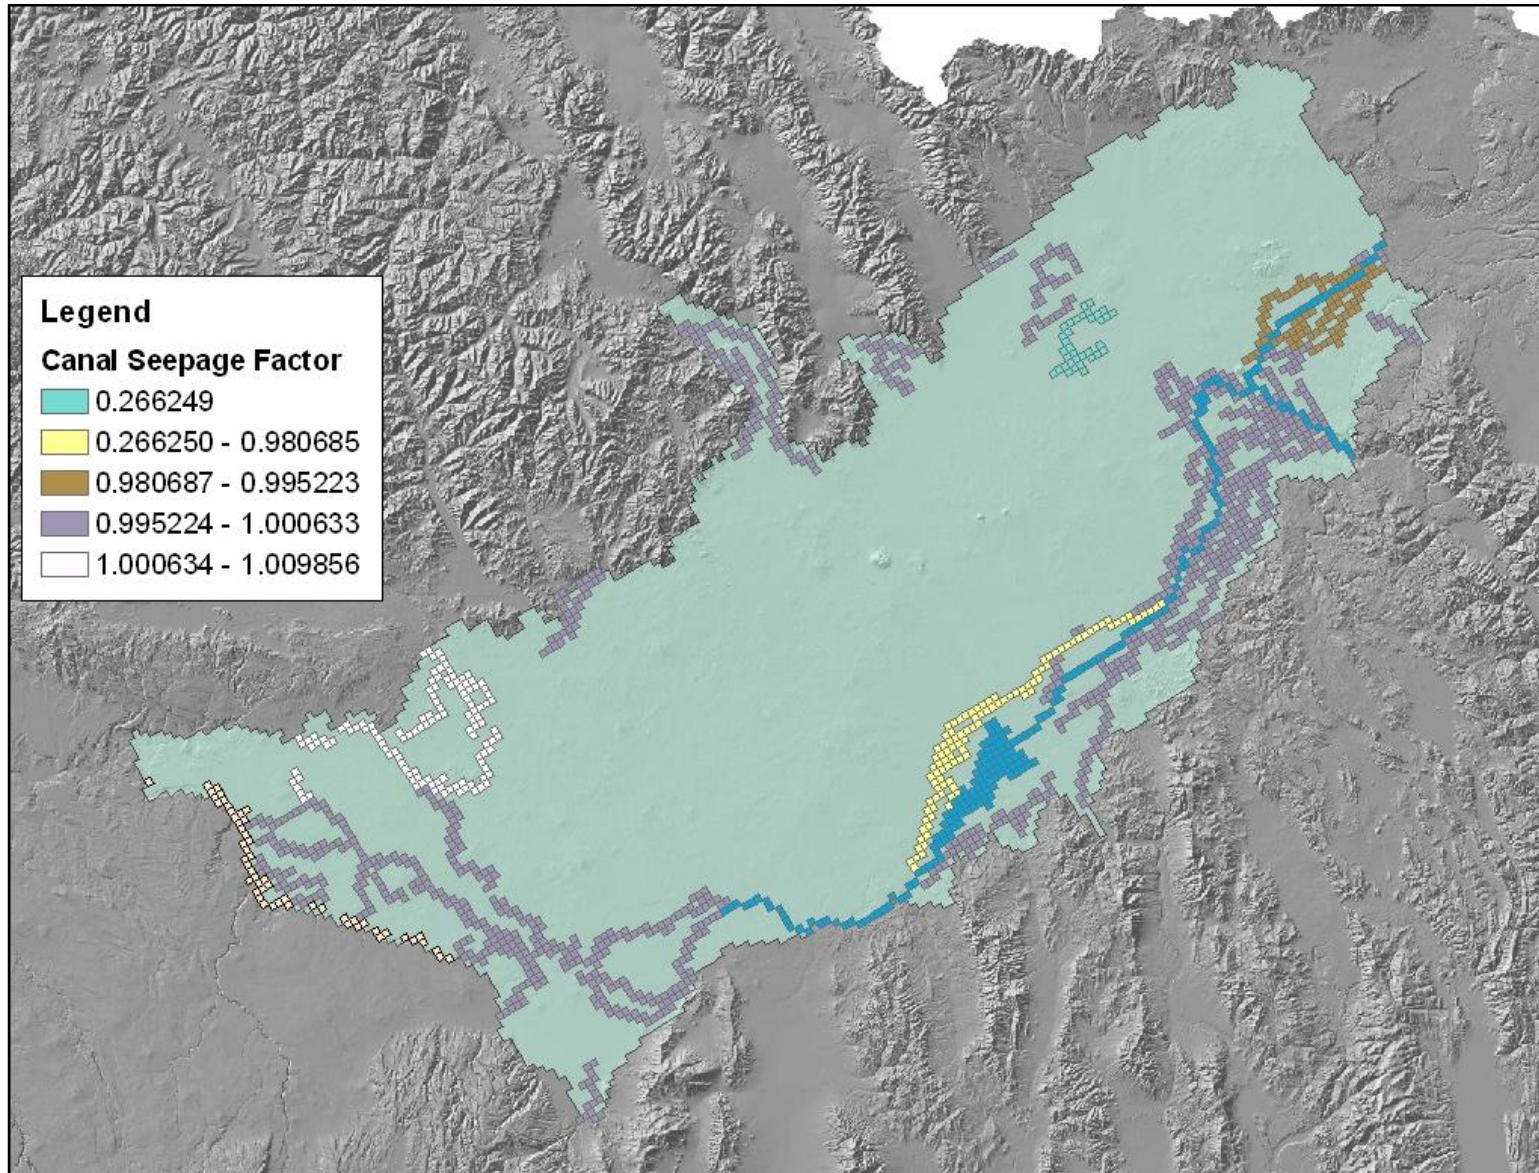 Legend
Canal Seepage Factor
0.266249
0.266250 - 0.980685
0.980687 - 0.995223
0.995224 - 1.000633
1.000634 - 1.009856